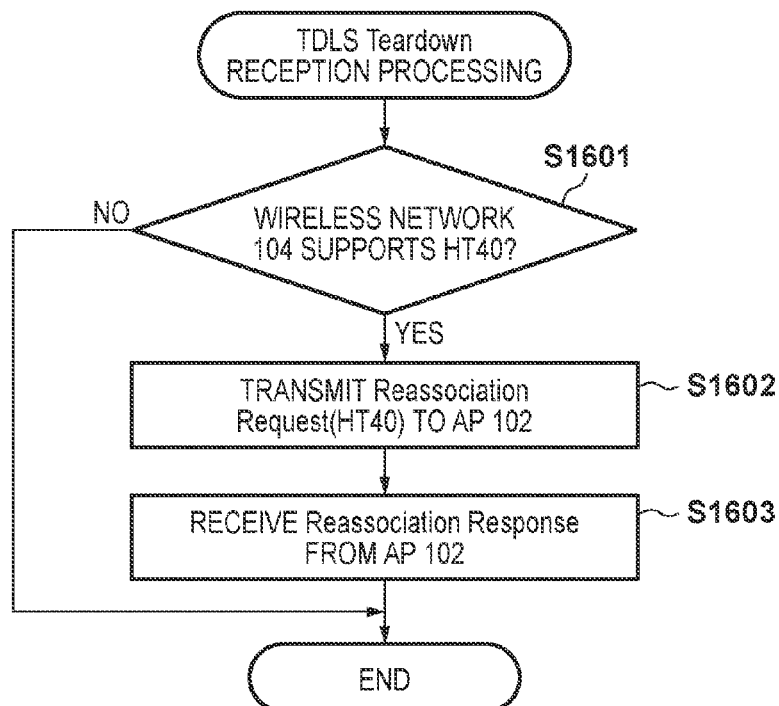 TDLS Teardown
RECEPTION PROCESSING
S1601
NO
WIRELESS NETWORK
104 SUPPORTS HT40?
YES
TRANSMIT Reassociation
Request(HT40) TO AP 102
S1602
RECEIVE Reassociation Response
FROM AP 102
S1603
END